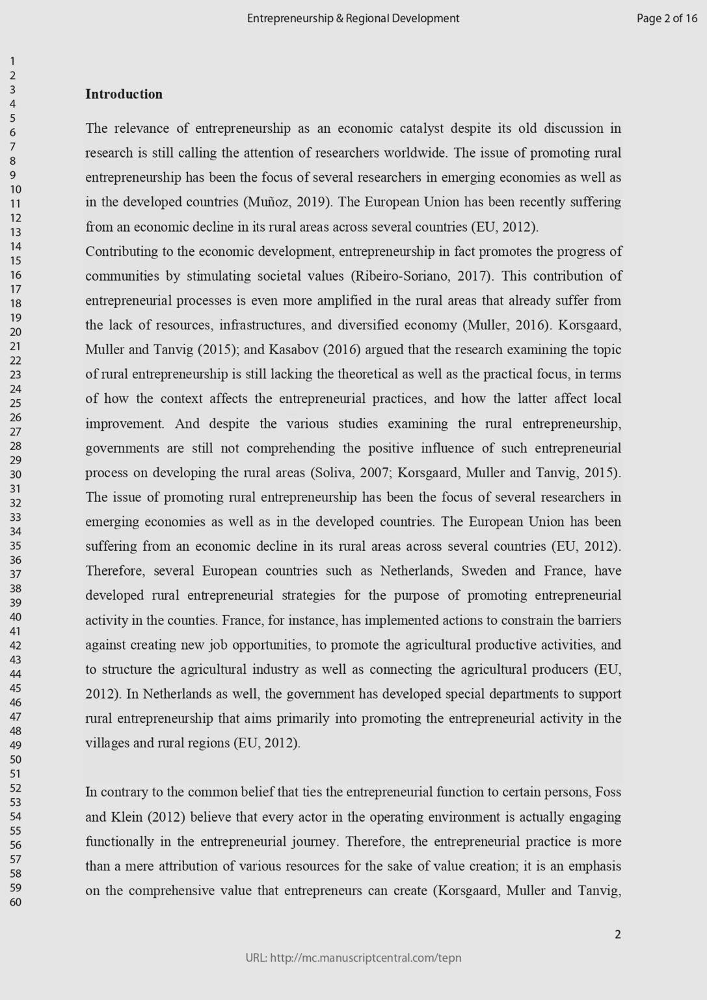 Entrepreneurship & Regional Development
Page 2 of 16
1
2
3
4
5
6
7
8
9
10
11
12
13
14
15
16
17
18
19
20
21
22
23
24
25
26
27
28
29
30
31
32
33
34
35
36
37
38
39
40
41
42
43
44
45
46
47
48
49
50
51
52
53
54
55
56
57
58
59
60
Introduction
The relevance of entrepreneurship as an economic catalyst despite its old discussion in
research is still calling the attention of researchers worldwide. The issue of promoting rural
entrepreneurship has been the focus of several researchers in emerging economies as well as
in the developed countries (Muñoz, 2019). The European Union has been recently suffering
from an economic decline in its rural areas across several countries (EU, 2012).
Contributing to the economic development, entrepreneurship in fact promotes the progress of
communities by stimulating societal values (Ribeiro-Soriano, 2017). This contribution of
entrepreneurial processes is even more amplified in the rural areas that already suffer from
the lack of resources, infrastructures, and diversified economy (Muller, 2016). Korsgaard,
Muller and Tanvig (2015); and Kasabov (2016) argued that the research examining the topic
of rural entrepreneurship is still lacking the theoretical as well as the practical focus, in terms
of how the context affects the entrepreneurial practices, and how the latter affect local
improvement. And despite the various studies examining the rural entrepreneurship,
governments are still not comprehending the positive influence of such entrepreneurial
process on developing the rural areas (Soliva, 2007; Korsgaard, Muller and Tanvig, 2015).
The issue of promoting rural entrepreneurship has been the focus of several researchers in
emerging economies as well as in the developed countries. The European Union has been
suffering from an economic decline in its rural areas across several countries (EU, 2012).
Therefore, several European countries such as Netherlands, Sweden and France, have
developed rural entrepreneurial strategies for the purpose of promoting entrepreneurial
activity in the counties. France, for instance, has implemented actions to constrain the barriers
against creating new job opportunities, to promote the agricultural productive activities, and
to structure the agricultural industry as well as connecting the agricultural producers (EU,
2012). In Netherlands as well, the government has developed special departments to support
rural entrepreneurship that aims primarily into promoting the entrepreneurial activity in the
villages and rural regions (EU, 2012).
In contrary to the common belief that ties the entrepreneurial function to certain persons, Foss
and Klein (2012) believe that every actor in the operating environment is actually engaging
functionally in the entrepreneurial journey. Therefore, the entrepreneurial practice is more
than a mere attribution of various resources for the sake of value creation; it is an emphasis
on the comprehensive value that entrepreneurs can create (Korsgaard, Muller and Tanvig,
2
URL: http://mc.manuscriptcentral.com/tepn